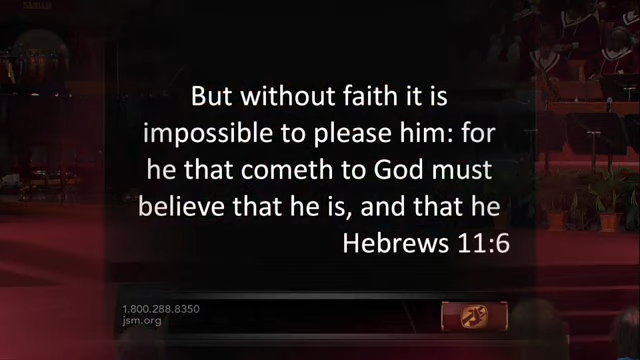 But without faith it is
impossible to please him: for
he that cometh to God must
believe that he is, and that he
Hebrews 11:6
1.800.288.8350
jsm.org